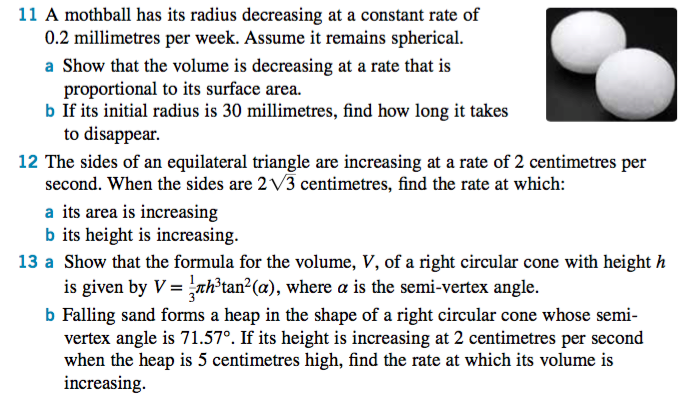 11 A mothball has its radius decreasing at a constant rate of
0.2 millimetres per week. Assume it remains spherical.
a Show that the volume is decreasing at a rate that is
proportional to its surface area.
b If its initial radius is 30 millimetres, find how long it takes
to disappear.
12 The sides of an equilateral triangle are increasing at a rate of 2 centimetres per
second. When the sides are 2√3 centimetres, find the rate at which:
a its area is increasing
b its height is increasing.
13 a Show that the formula for the volume, V, of a right circular cone with height h
is given by V = 1/3 πh³tan²(α), where α is the semi-vertex angle.
b Falling sand forms a heap in the shape of a right circular cone whose semi-
vertex angle is 71.57°. If its height is increasing at 2 centimetres per second
when the heap is 5 centimetres high, find the rate at which its volume is
increasing.